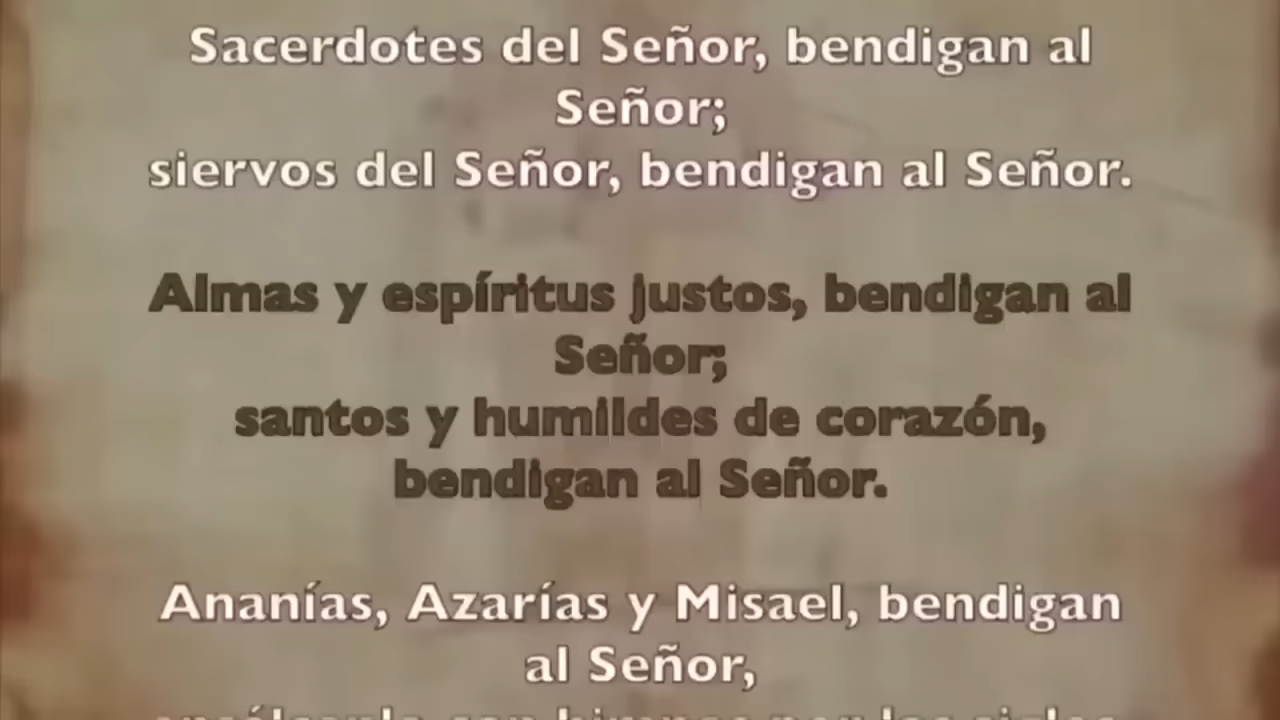 Sacerdotes del Señor, bendigan al
Señor;
siervos del Señor, bendigan al Señor.
Almas y espíritus justos, bendigan al
Señor;
santos y humildes de corazón,
bendigan al Señor.
Ananías, Azarías y Misael, bendigan
al Señor,